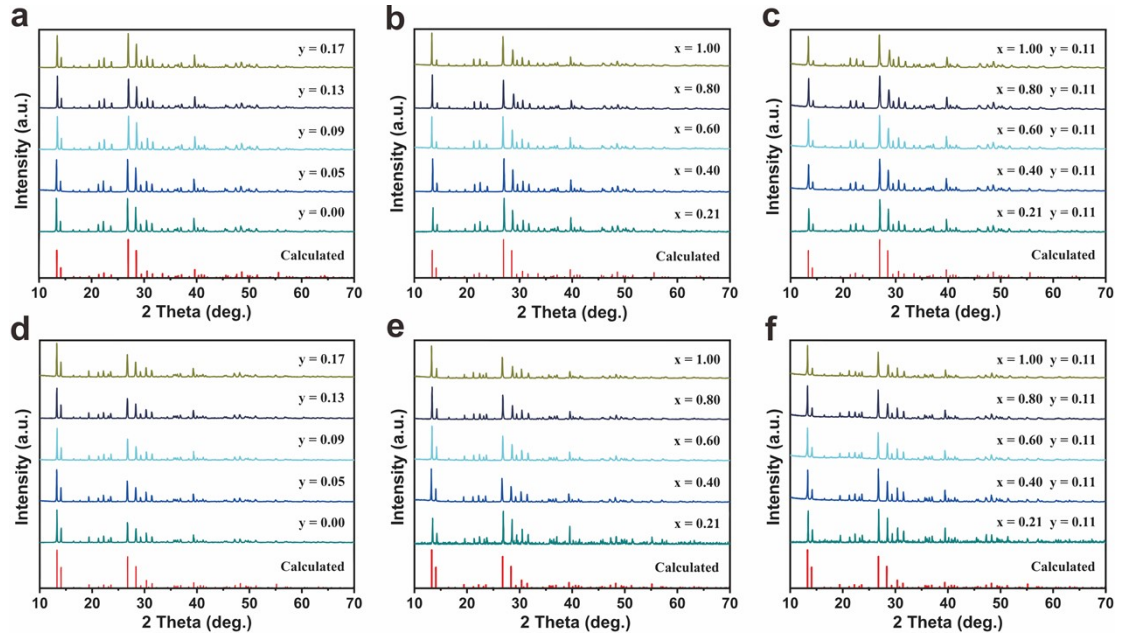 a
y = 0.17
y = 0.13
y = 0.09
y = 0.05
y = 0.00
Calculated
Intensity (a.u.)
10 20 30 40 50 60 70
2 Theta (deg.)
b
x = 1.00
x = 0.80
x = 0.60
x = 0.40
x = 0.21
Calculated
Intensity (a.u.)
10 20 30 40 50 60 70
2 Theta (deg.)
c
x = 1.00 y = 0.11
x = 0.80 y = 0.11
x = 0.60 y = 0.11
x = 0.40 y = 0.11
x = 0.21 y = 0.11
Calculated
Intensity (a.u.)
10 20 30 40 50 60 70
2 Theta (deg.)
d
y = 0.17
y = 0.13
y = 0.09
y = 0.05
y = 0.00
Calculated
Intensity (a.u.)
10 20 30 40 50 60 70
2 Theta (deg.)
e
x = 1.00
x = 0.80
x = 0.60
x = 0.40
x = 0.21
Calculated
Intensity (a.u.)
10 20 30 40 50 60 70
2 Theta (deg.)
f
x = 1.00 y = 0.11
x = 0.80 y = 0.11
x = 0.60 y = 0.11
x = 0.40 y = 0.11
x = 0.21 y = 0.11
Calculated
Intensity (a.u.)
10 20 30 40 50 60 70
2 Theta (deg.)